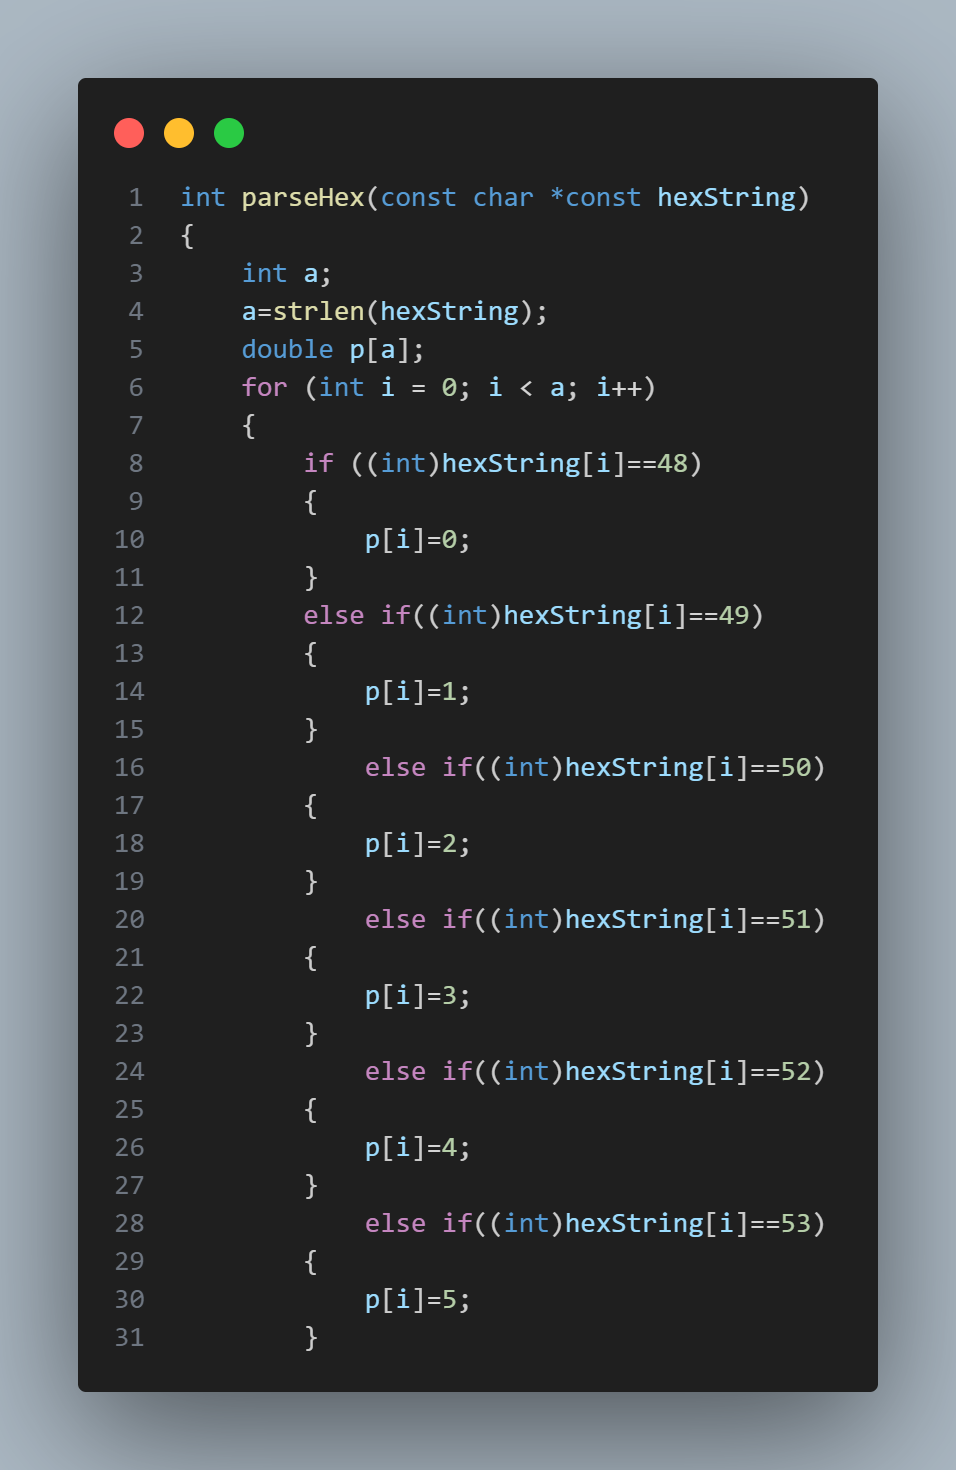 1 int parseHex(const char *const hexString)
2 {
3     int a;
4     a=strlen(hexString);
5     double p[a];
6     for (int i = 0; i < a; i++)
7     {
8         if ((int)hexString[i]==48)
9         {
10             p[i]=0;
11         }
12         else if((int)hexString[i]==49)
13         {
14             p[i]=1;
15         }
16             else if((int)hexString[i]==50)
17         {
18             p[i]=2;
19         }
20             else if((int)hexString[i]==51)
21         {
22             p[i]=3;
23         }
24             else if((int)hexString[i]==52)
25         {
26             p[i]=4;
27         }
28             else if((int)hexString[i]==53)
29         {
30             p[i]=5;
31         }